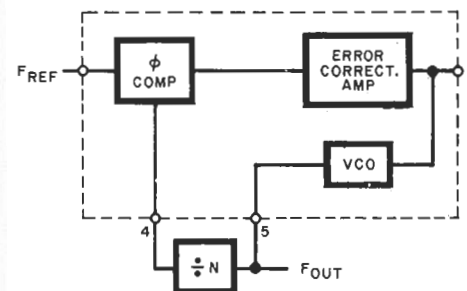 FREF
φ
COMP
ERROR
CORRECT.
AMP
VCO
4
5
÷ N
FOUT